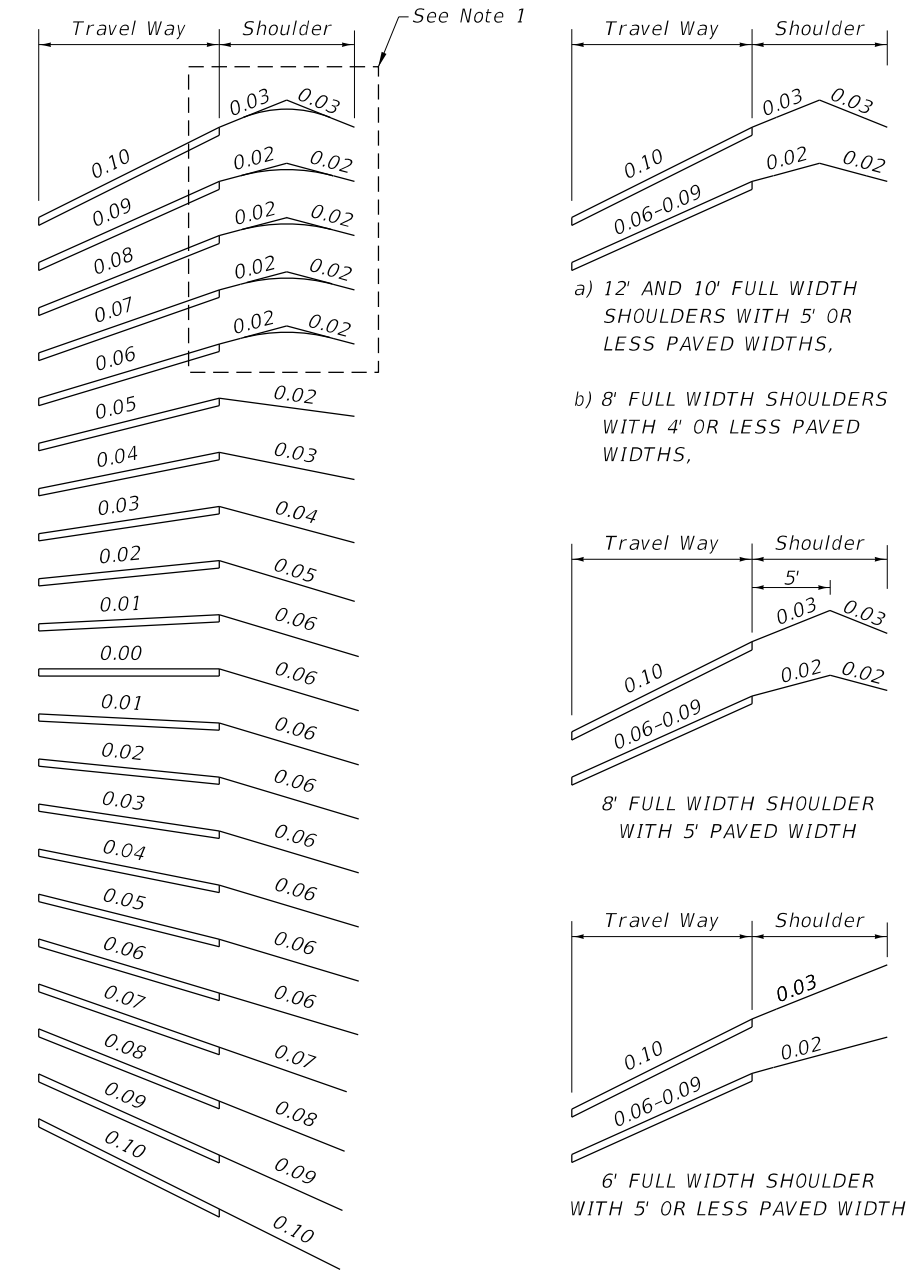 Travel Way Shoulder
See Note 1
0.10 0.03 0.03
0.09 0.02 0.02
0.08 0.02 0.02
0.07 0.02 0.02
0.06 0.02 0.02
0.05 0.02
0.04 0.03
0.03 0.04
0.02 0.05
0.01 0.06
0.00 0.06
0.01 0.06
0.02 0.06
0.03 0.06
0.04 0.06
0.05 0.06
0.06 0.06
0.07 0.07
0.08 0.08
0.09 0.09
0.10 0.10
Travel Way Shoulder
0.10 0.03 0.03
0.06-0.09 0.02 0.02
a) 12' AND 10' FULL WIDTH
SHOULDERS WITH 5' OR
LESS PAVED WIDTHS,
b) 8' FULL WIDTH SHOULDERS
WITH 4' OR LESS PAVED
WIDTHS,
Travel Way Shoulder
5'
0.10 0.03 0.03
0.06-0.09 0.02 0.02
8' FULL WIDTH SHOULDER
WITH 5' PAVED WIDTH
Travel Way Shoulder
0.10 0.03
0.06-0.09 0.02
6' FULL WIDTH SHOULDER
WITH 5' OR LESS PAVED WIDTH